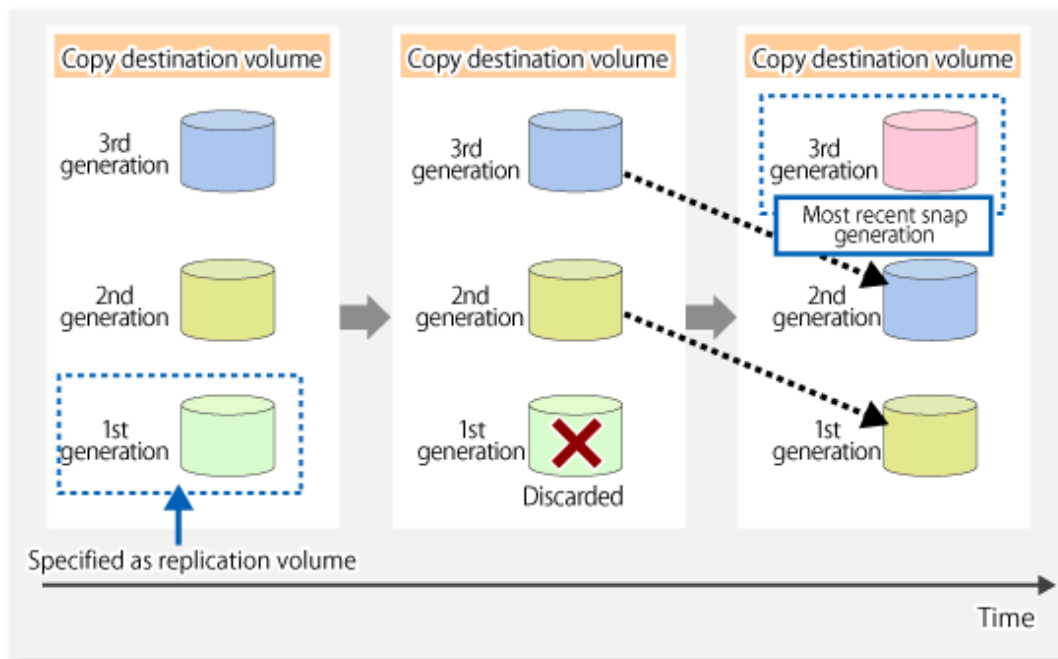 Copy destination volume
3rd
generation
2nd
generation
1st
generation
Specified as replication volume
Copy destination volume
3rd
generation
2nd
generation
1st
generation
Discarded
Copy destination volume
3rd
generation
Most recent snap
generation
2nd
generation
1st
generation
Time